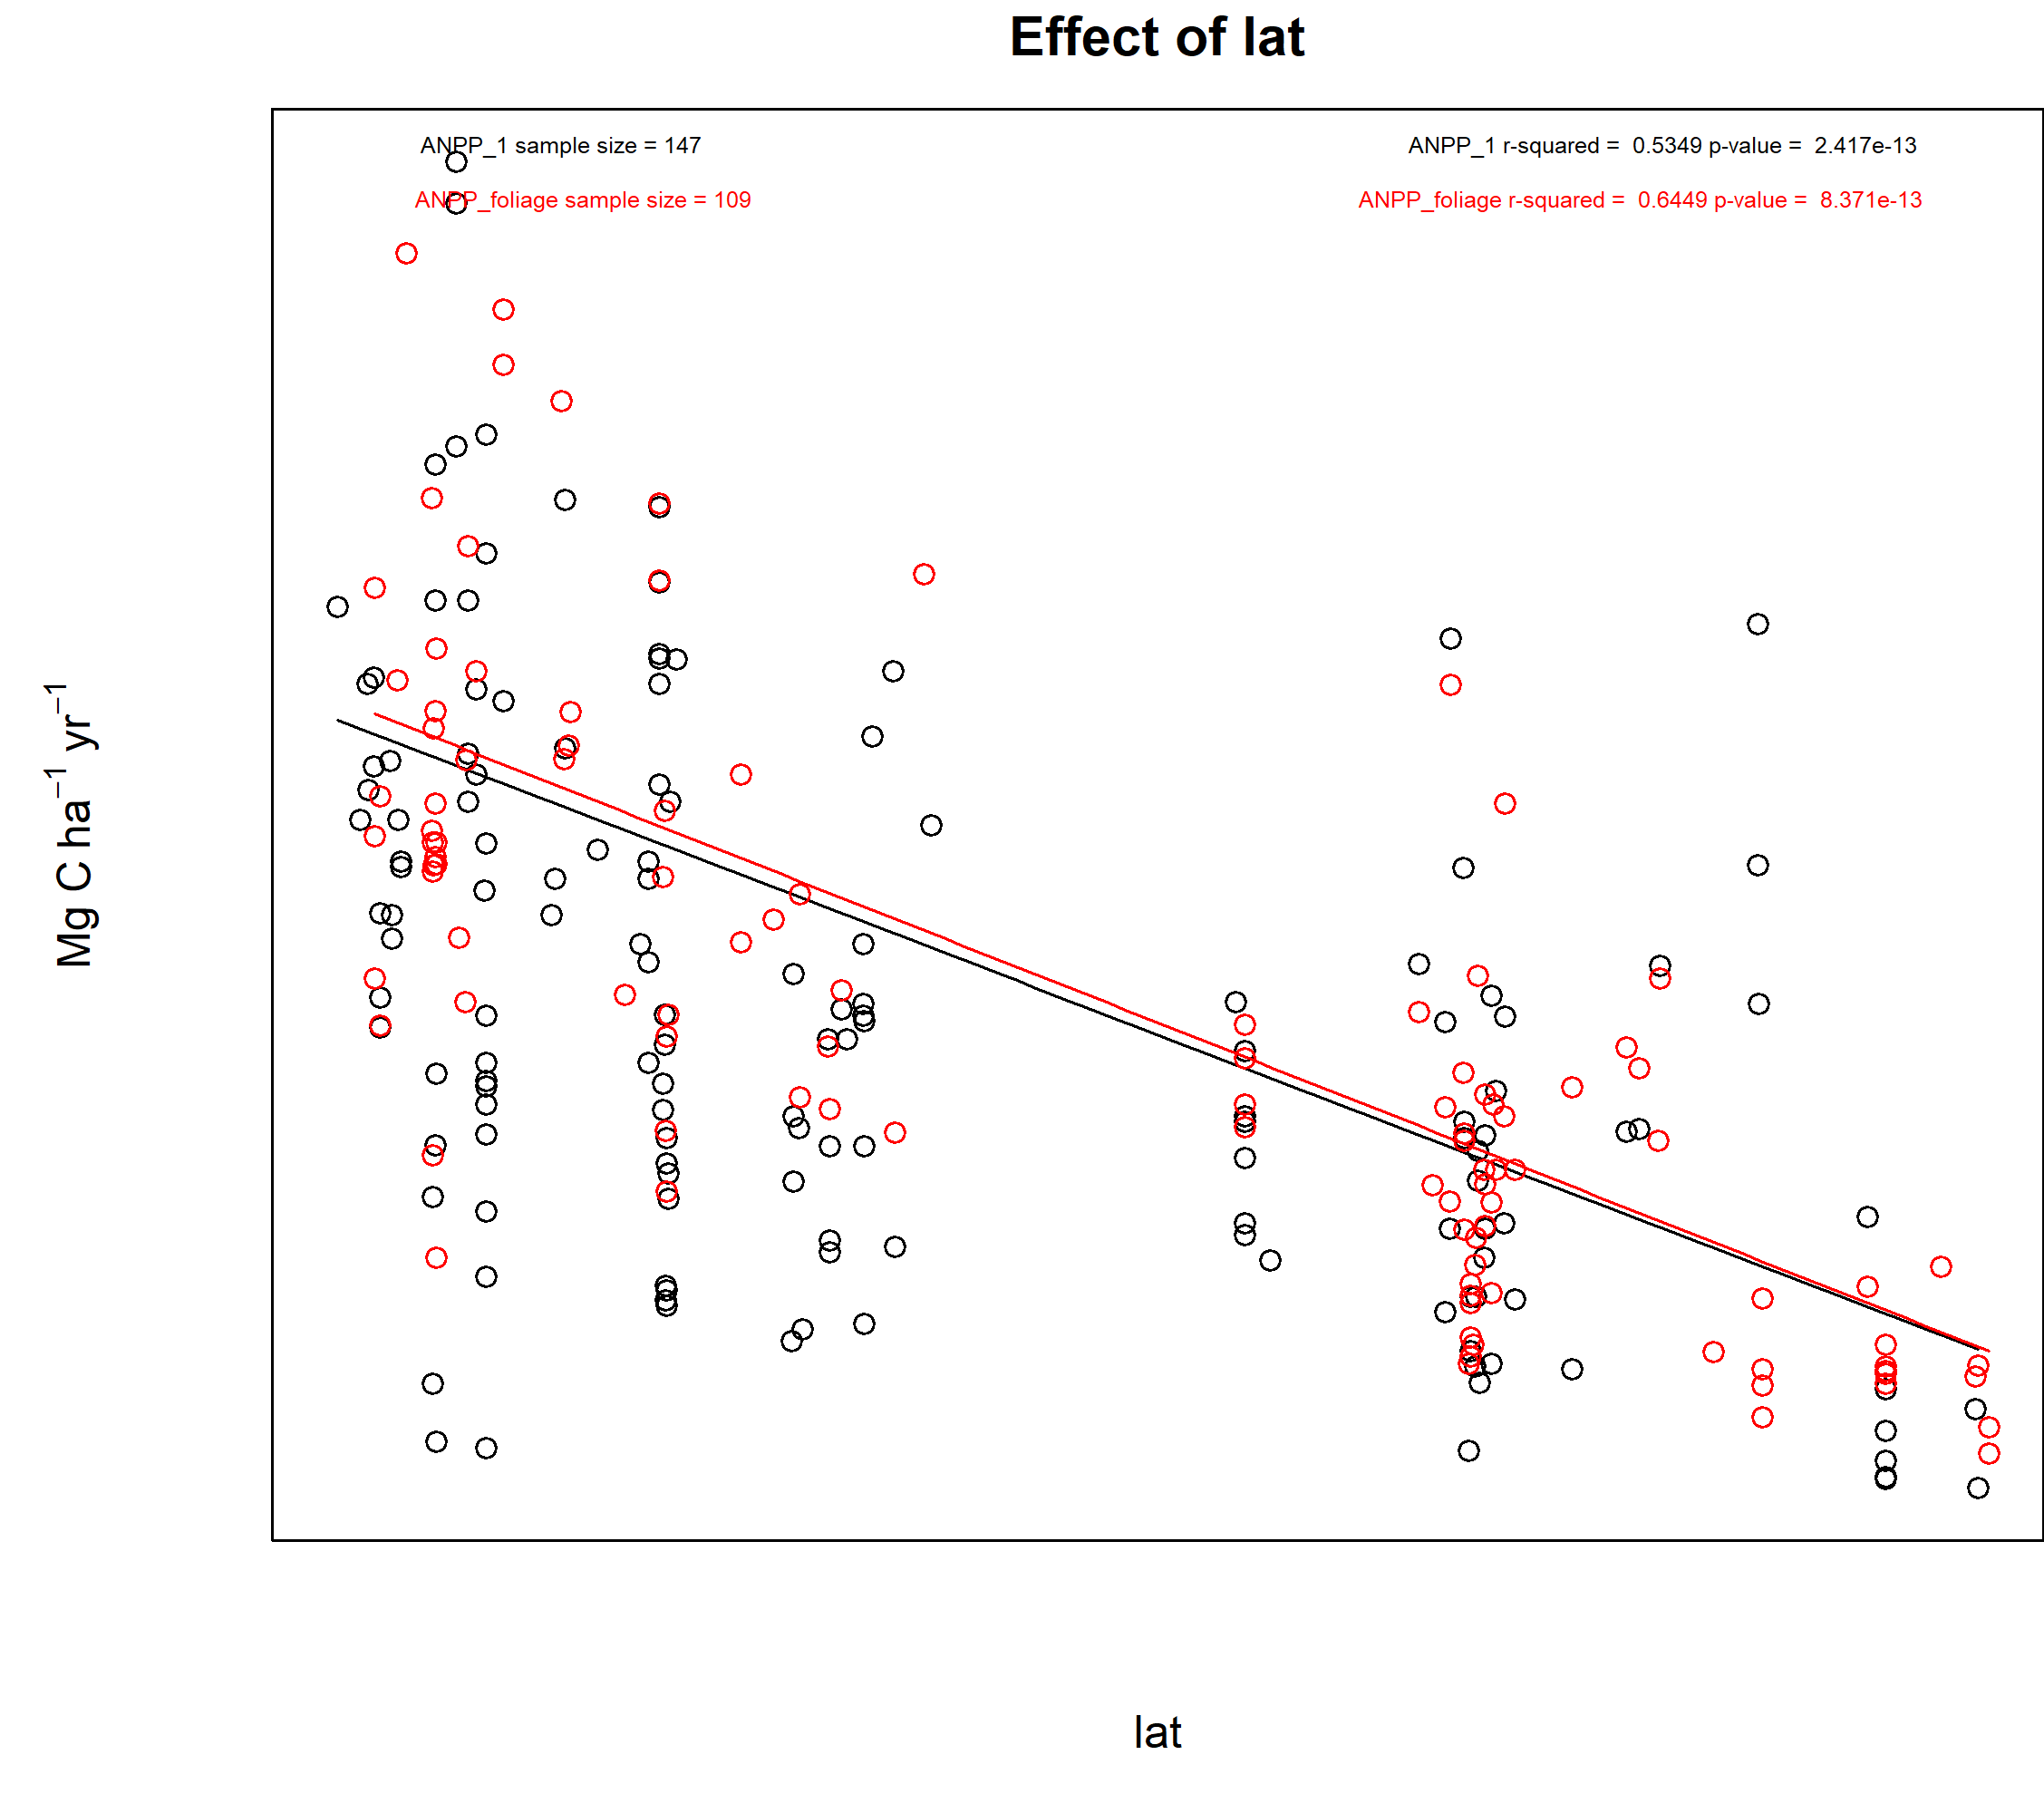 Effect of lat
ANPP_1 sample size = 147
ANPP_1 r-squared = 0.5349 p-value = 2.417e-13
ANPP_foliage sample size = 109
ANPP_foliage r-squared = 0.6449 p-value = 8.371e-13
Mg C ha⁻¹ yr⁻¹
lat